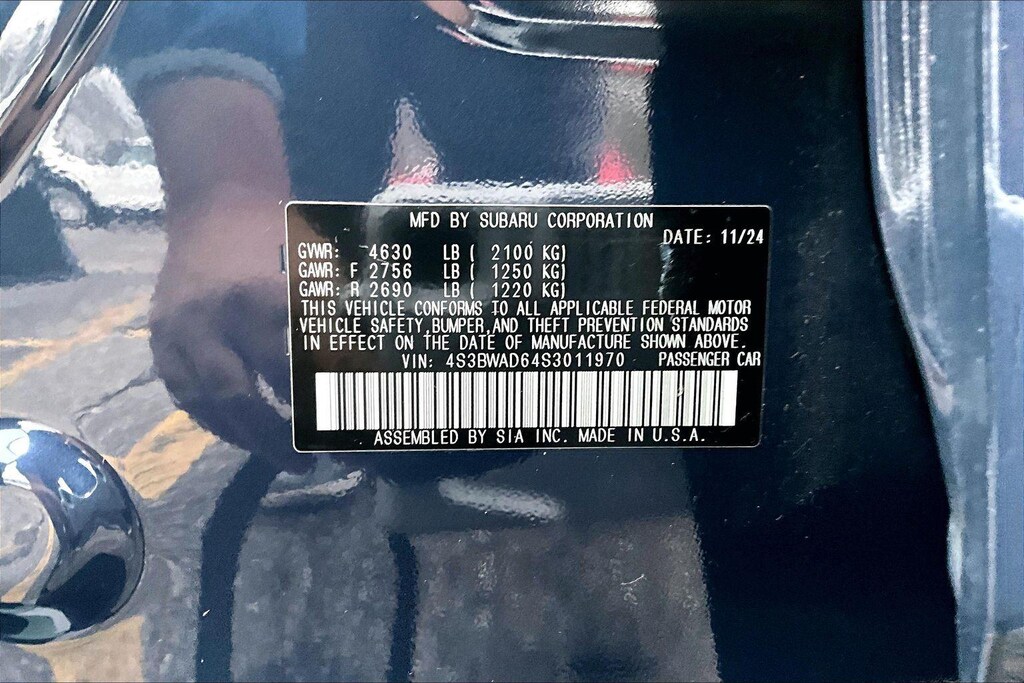 MFD BY SUBARU CORPORATION
DATE: 11/24
GVWR: 4630 LB ( 2100 KG)
GAWR: F 2756 LB ( 1250 KG)
GAWR: R 2690 LB ( 1220 KG)
THIS VEHICLE CONFORMS TO ALL APPLICABLE FEDERAL MOTOR
VEHICLE SAFETY, BUMPER, AND THEFT PREVENTION STANDARDS
IN EFFECT ON THE DATE OF MANUFACTURE SHOWN ABOVE.
VIN: 4S3BWAD64S3011970 PASSENGER CAR
ASSEMBLED BY SIA INC. MADE IN U.S.A.